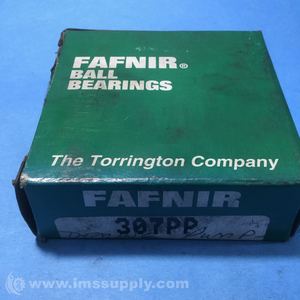 FAFNIR®
BALL
BEARINGS
The Torrington Company
FAFNIR
307PP
© www.imssupply.com